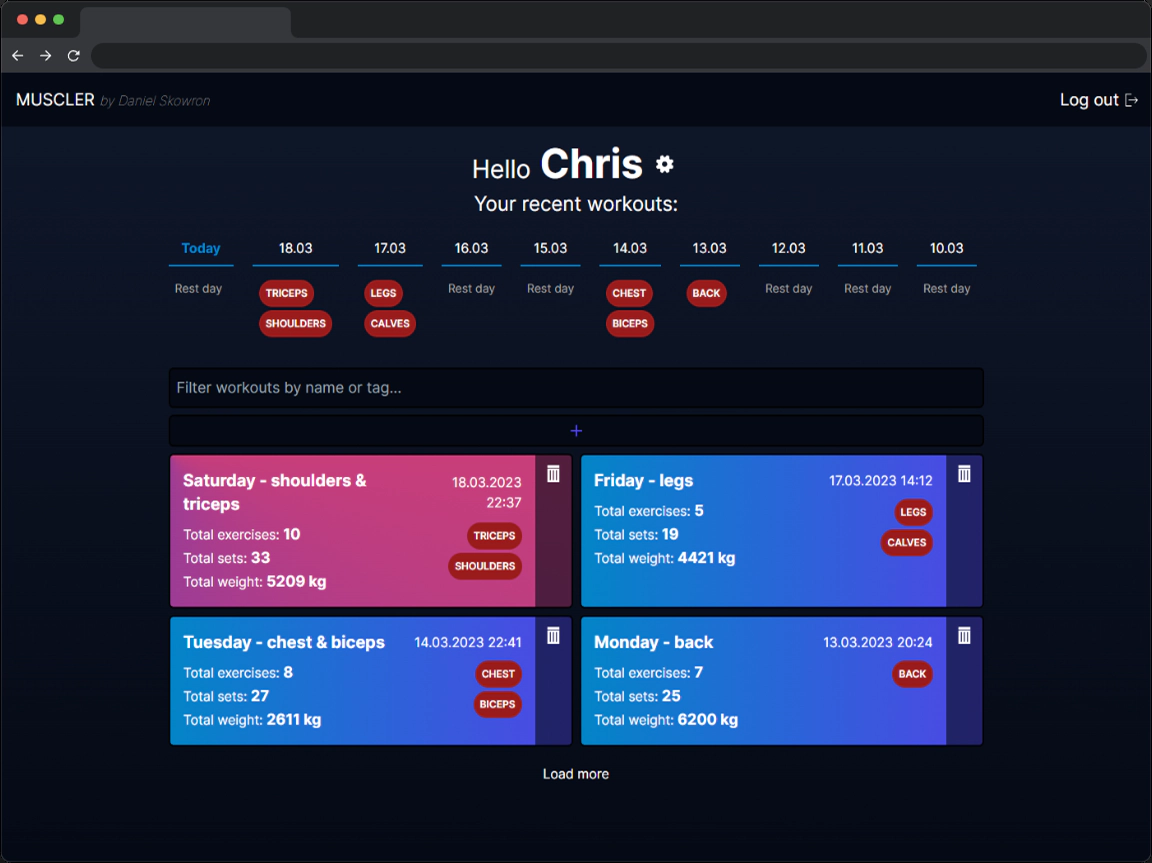 MUSCLER by Daniel Skowron
Log out
Hello Chris
Your recent workouts:
Today 18.03 17.03 16.03 15.03 14.03 13.03 12.03 11.03 10.03
Rest day TRICEPS LEGS Rest day Rest day CHEST BACK Rest day Rest day Rest day
SHOULDERS CALVES BICEPS
Filter workouts by name or tag...
+
Saturday - shoulders &
triceps
18.03.2023
22:37
Total exercises: 10
Total sets: 33
Total weight: 5209 kg
TRICEPS
SHOULDERS
Friday - legs
17.03.2023 14:12
Total exercises: 5
Total sets: 19
Total weight: 4421 kg
LEGS
CALVES
Tuesday - chest & biceps
14.03.2023 22:41
Total exercises: 8
Total sets: 27
Total weight: 2611 kg
CHEST
BICEPS
Monday - back
13.03.2023 20:24
Total exercises: 7
Total sets: 25
Total weight: 6200 kg
BACK
Load more